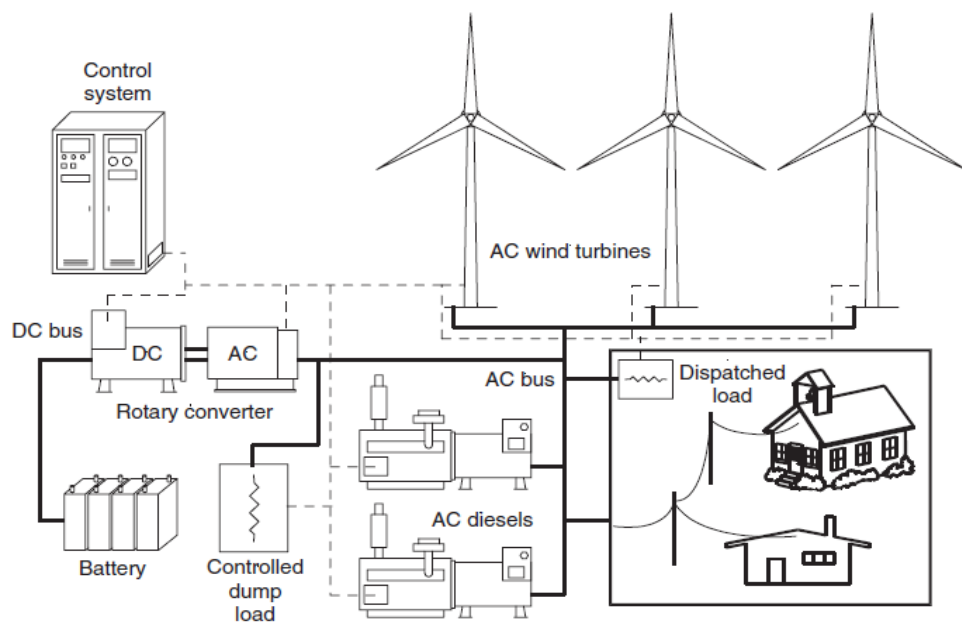 Control
system
AC wind turbines
DC bus
DC
AC
Rotary converter
AC bus
Dispatched
load
AC diesels
Battery
Controlled
dump
load